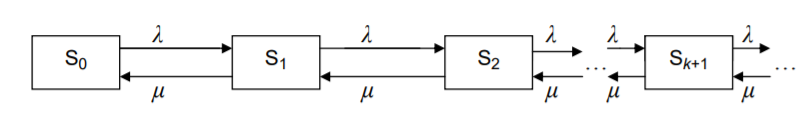 λ λ λ λ λ
S0 S1 S2 ... Sk+1 ...
μ μ μ μ μ